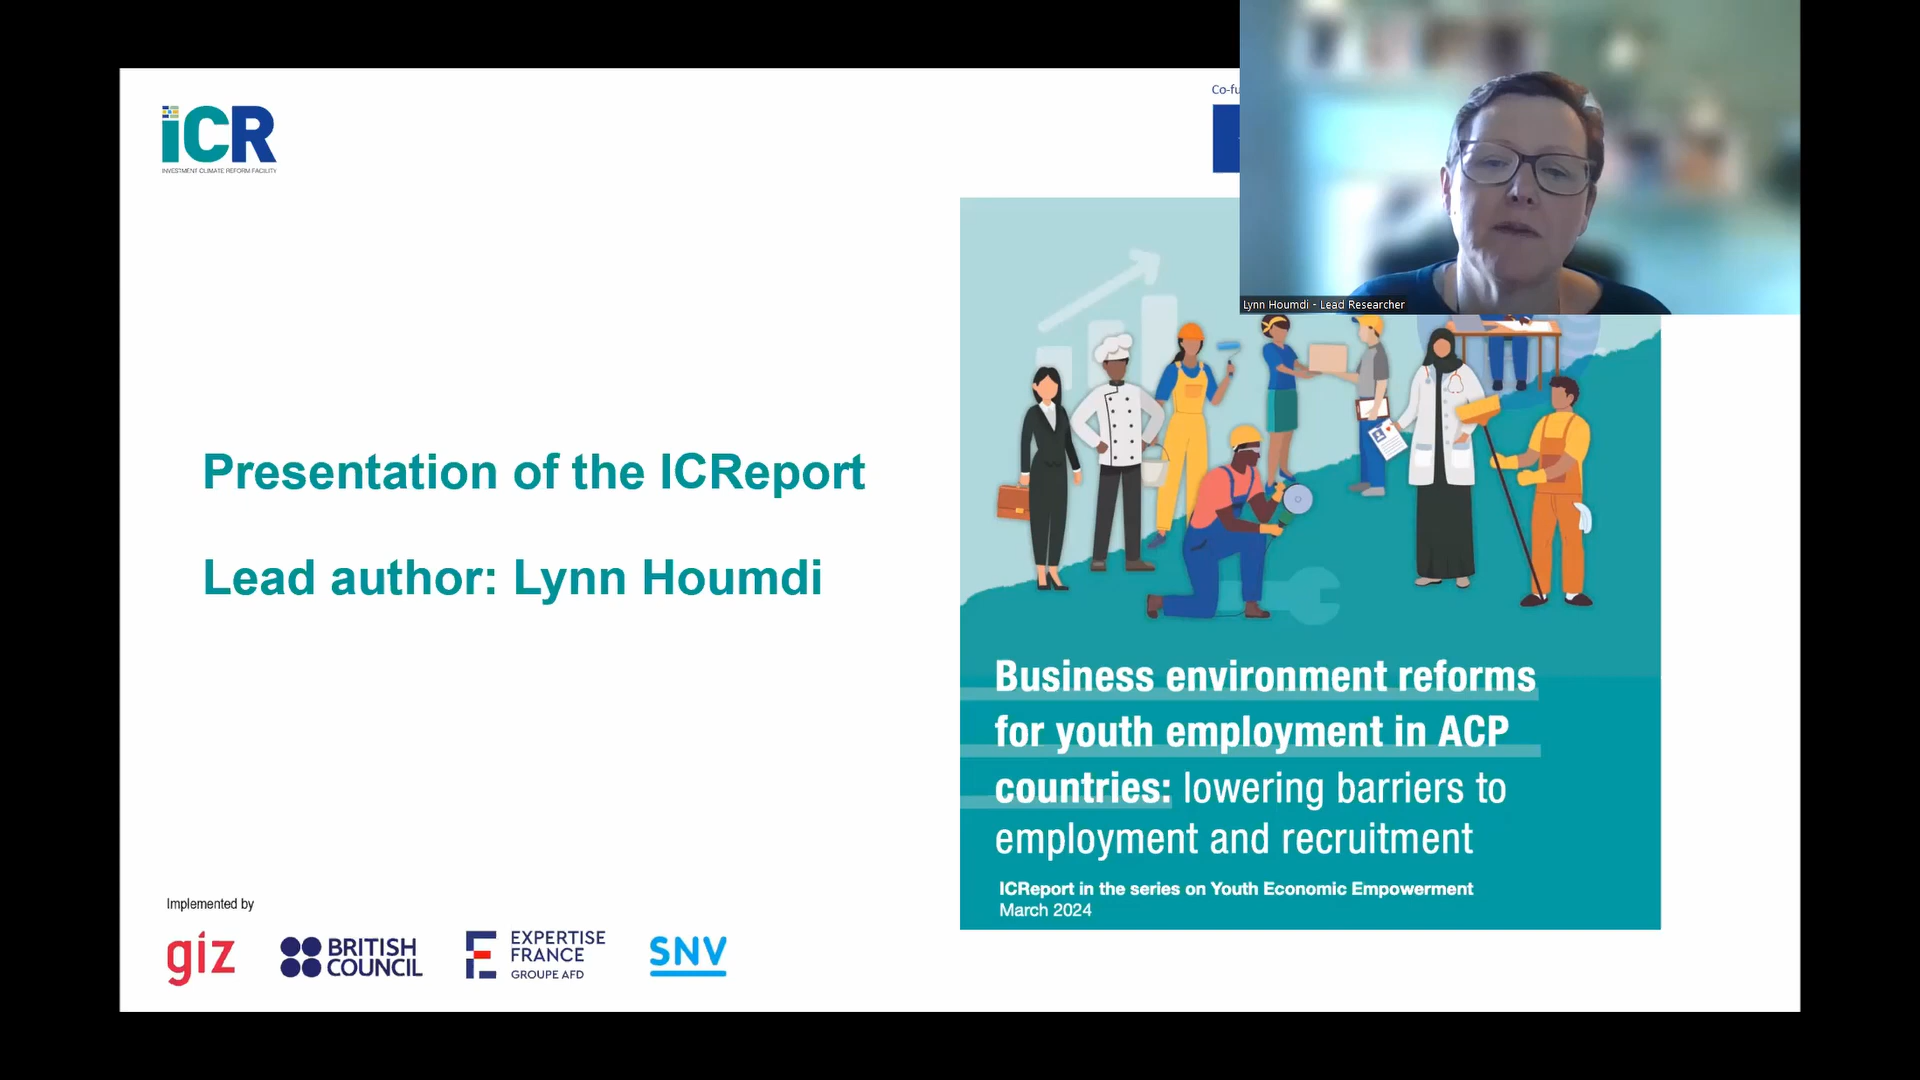 iCR
INVESTMENT CLIMATE REFORM FACILITY
Co-fu
Lynn Houmdi - Lead Researcher
Presentation of the ICReport
Lead author: Lynn Houmdi
Business environment reforms
for youth employment in ACP
countries: lowering barriers to
employment and recruitment
ICReport in the series on Youth Economic Empowerment
March 2024
Implemented by
giz
BRITISH
COUNCIL
EXPERTISE
FRANCE
GROUPE AFD
SNV